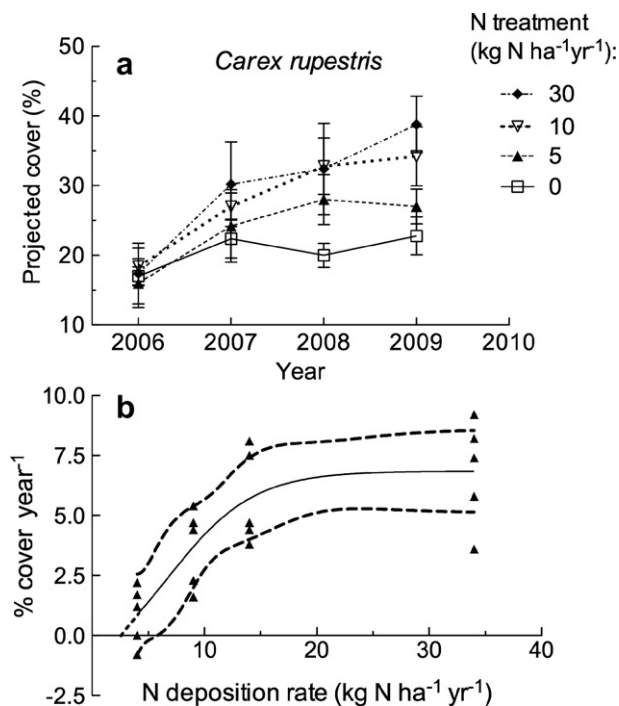 N treatment
(kg N ha⁻¹yr⁻¹):
30
10
5
0
a
Carex rupestris
Projected cover (%)
50
40
30
20
10
2006
2007
2008
2009
2010
Year
b
% cover year⁻¹
10.0
7.5
5.0
2.5
0.0
-2.5
10
20
30
40
N deposition rate (kg N ha⁻¹ yr⁻¹)